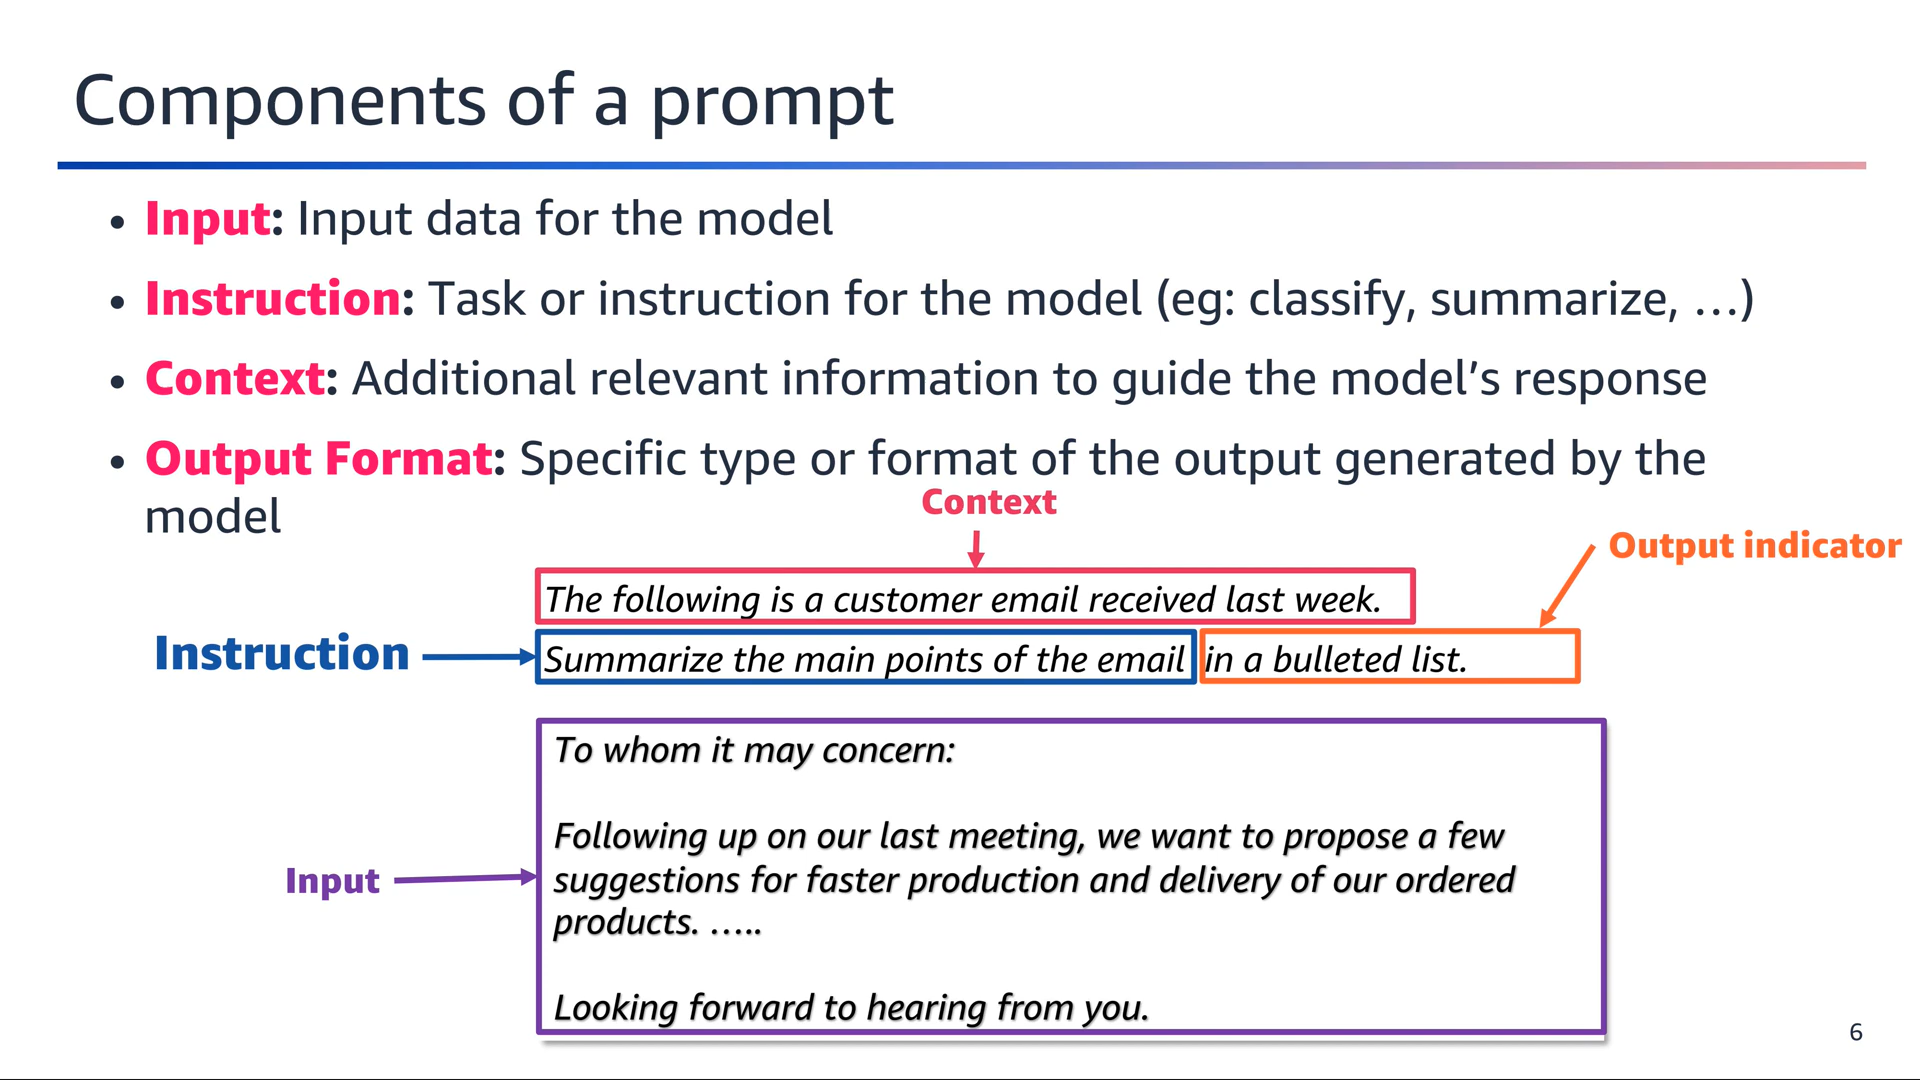 Components of a prompt
• Input: Input data for the model
• Instruction: Task or instruction for the model (eg: classify, summarize, …)
• Context: Additional relevant information to guide the model’s response
• Output Format: Specific type or format of the output generated by the
model
Context
Output indicator
The following is a customer email received last week.
Instruction
Summarize the main points of the email in a bulleted list.
To whom it may concern:
Following up on our last meeting, we want to propose a few
Input
suggestions for faster production and delivery of our ordered
products. …..
Looking forward to hearing from you.
6